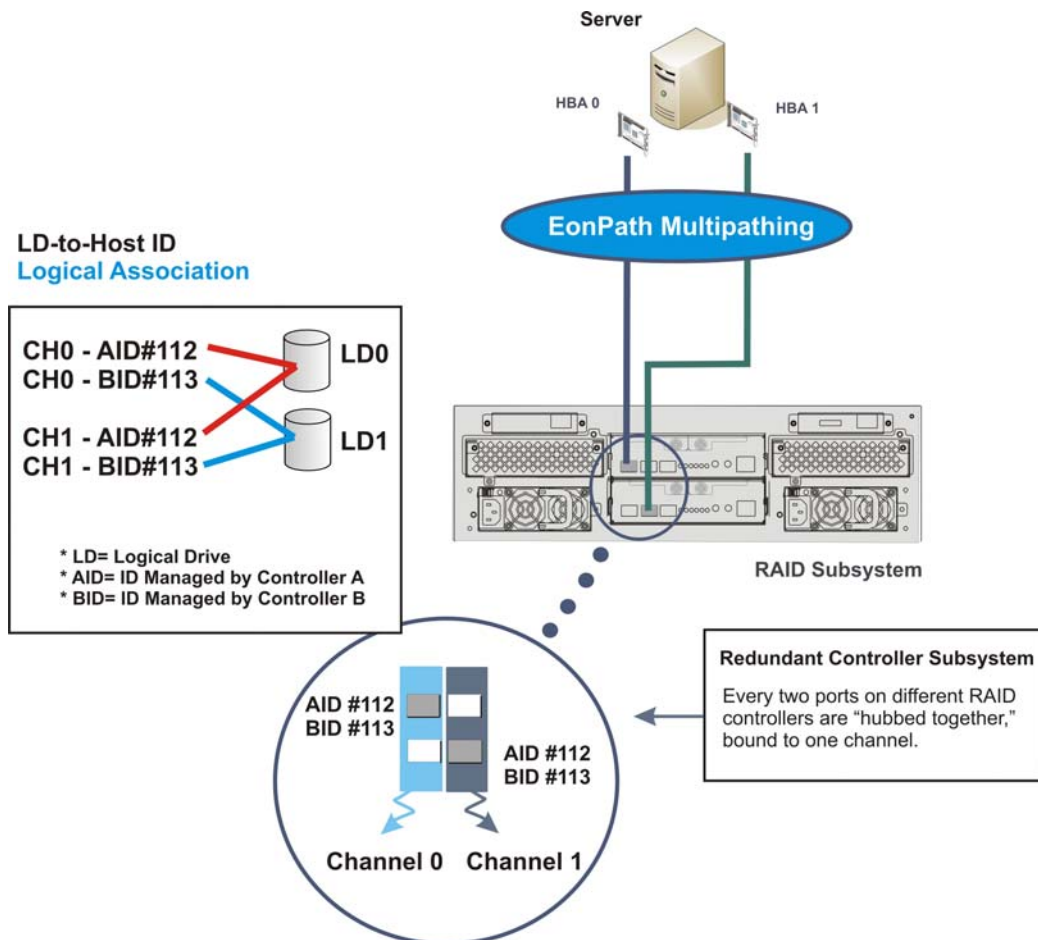 Server
HBA 0
HBA 1
EonPath Multipathing
LD-to-Host ID
Logical Association
CH0 - AID#112
CH0 - BID#113
CH1 - AID#112
CH1 - BID#113
LD0
LD1
* LD= Logical Drive
* AID= ID Managed by Controller A
* BID= ID Managed by Controller B
RAID Subsystem
Redundant Controller Subsystem
Every two ports on different RAID
controllers are “hubbed together,”
bound to one channel.
AID #112
BID #113
AID #112
BID #113
Channel 0
Channel 1